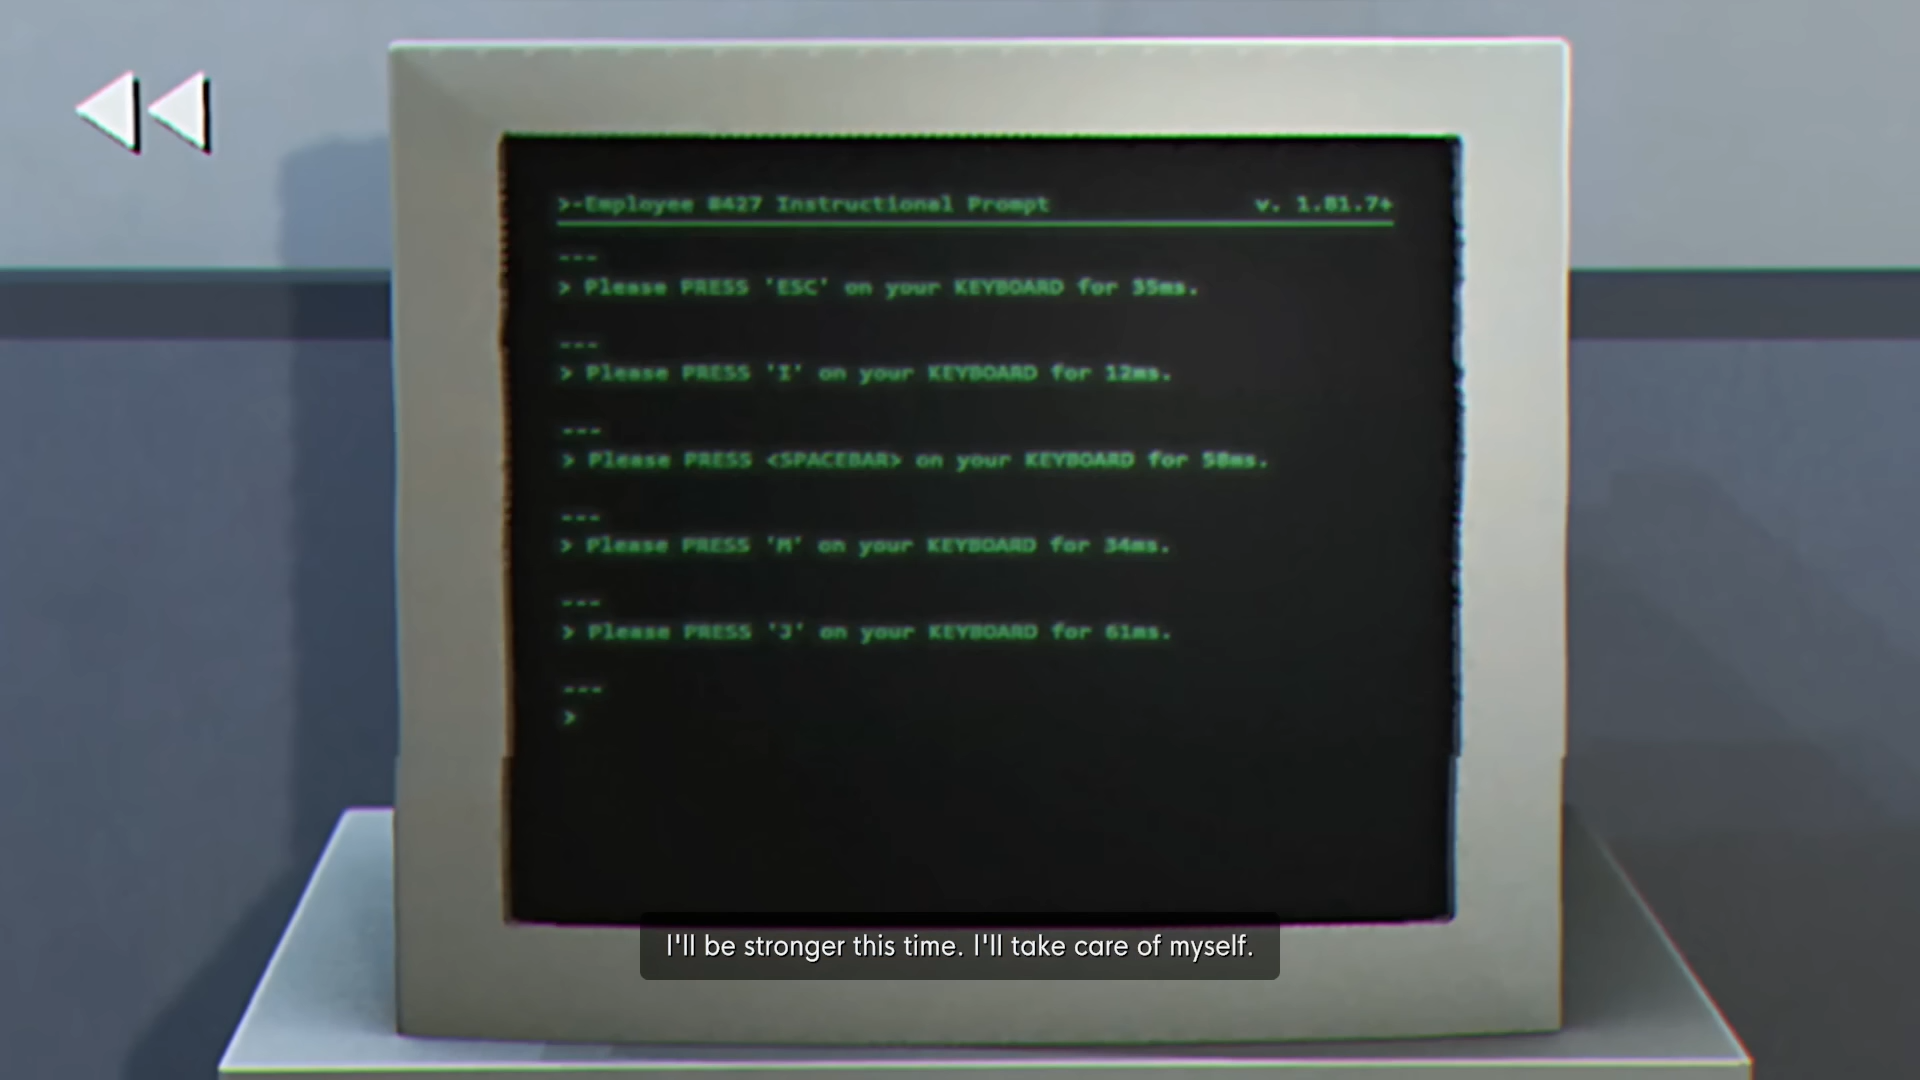 >-Employee #427 Instructional Prompt v. 1.81.7+
---
> Please PRESS 'ESC' on your KEYBOARD for 35ms.
---
> Please PRESS 'I' on your KEYBOARD for 12ms.
---
> Please PRESS <SPACEBAR> on your KEYBOARD for 58ms.
---
> Please PRESS 'M' on your KEYBOARD for 34ms.
---
> Please PRESS 'J' on your KEYBOARD for 61ms.
---
>
I'll be stronger this time. I'll take care of myself.